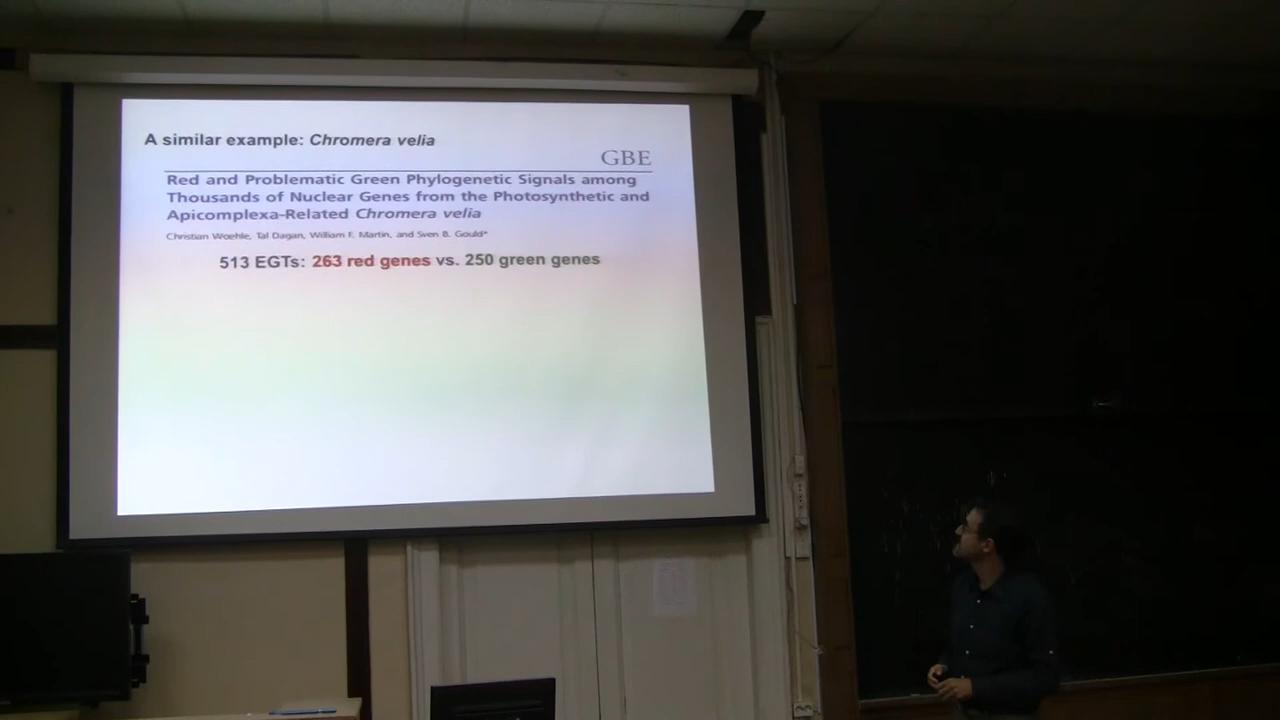 A similar example: Chromera velia
GBE
Red and Problematic Green Phylogenetic Signals among
Thousands of Nuclear Genes from the Photosynthetic and
Apicomplexa-Related Chromera velia
Christian Woehle, Tal Dagan, William F. Martin, and Sven B. Gould*
513 EGTs: 263 red genes vs. 250 green genes